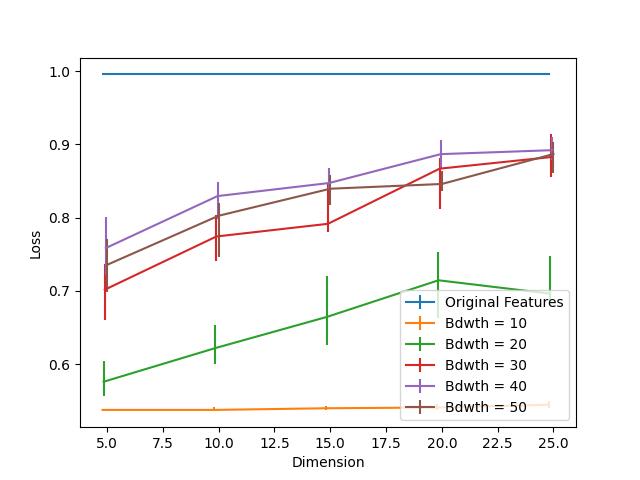 1.0
0.9
0.8
0.7
0.6
Loss
Original Features
Bdwth = 10
Bdwth = 20
Bdwth = 30
Bdwth = 40
Bdwth = 50
5.0 7.5 10.0 12.5 15.0 17.5 20.0 22.5 25.0
Dimension